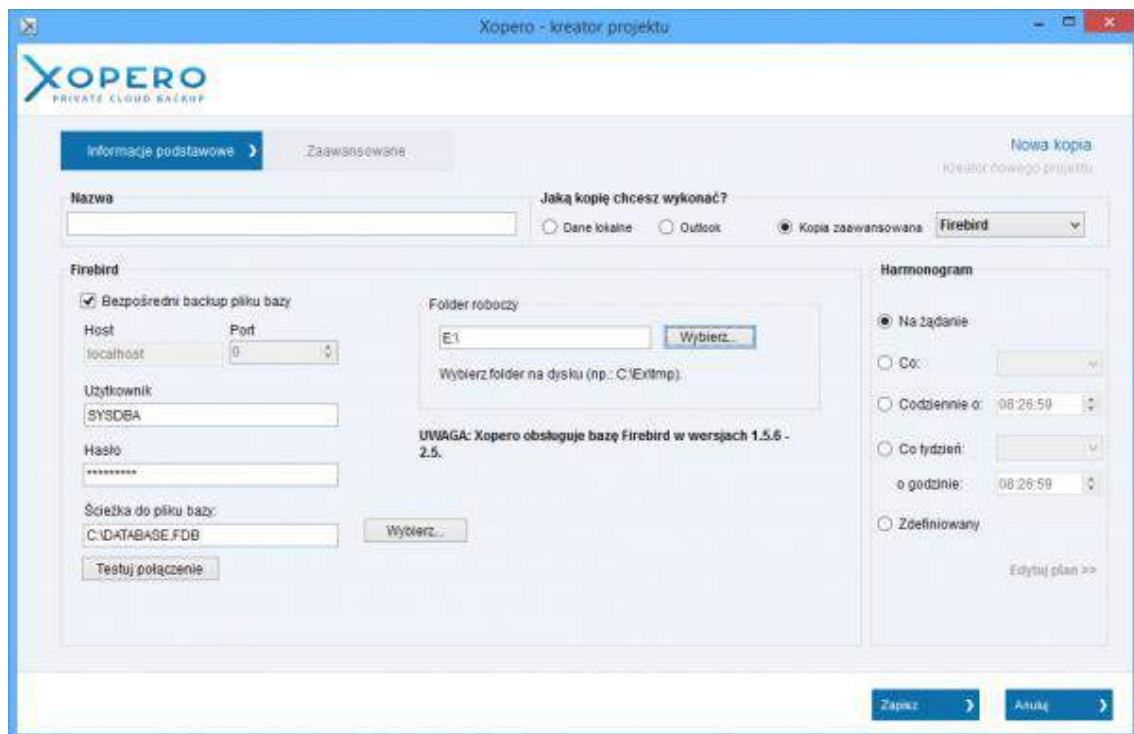 Xopero - kreator projektu
XOPERO
PRIVATE CLOUD BACKUP
Informacje podstawowe
Zaawansowane
Nowa kopia
Kreator nowego projektu
Nazwa
Jaką kopię chcesz wykonać?
Dane lokalne
Outlook
Kopia zaawansowana
Firebird
Firebird
Bezpośredni backup pliku bazy
Host
Port
localhost
0
Użytkownik
SYSDBA
Hasło
*********
Ścieżka do pliku bazy:
C:\DATABASE.FDB
Wybierz...
Testuj połączenie
Folder roboczy
E:\
Wybierz...
Wybierz folder na dysku (np.: C:\Ex\tmp).
UWAGA: Xopero obsługuje bazę Firebird w wersjach 1.5.6 -
2.5.
Harmonogram
Na żądanie
Co:
Codziennie o: 08:26:59
Co tydzień:
o godzinie: 08:26:59
Zdefiniowany
Edytuj plan >>
Zapisz
Anuluj